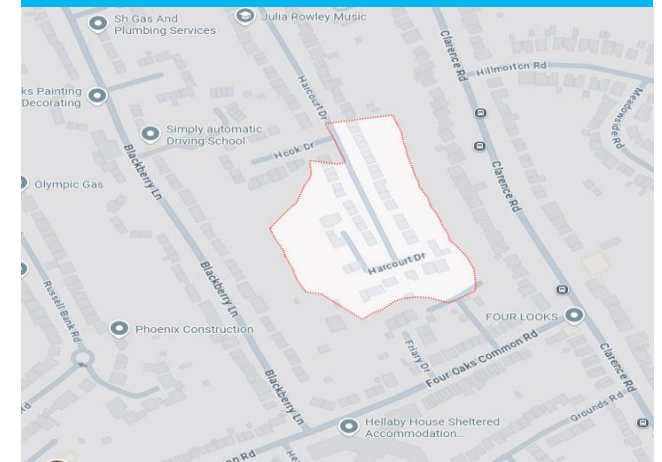 Sh Gas And
Plumbing Services
Julia Rowley Music
Clarence Rd
Hillmorton Rd
Harcourt Dr
ks Painting
Decorating
Meadowside Rd
Simply automatic
Driving School
Hook Dr
Blackberry Ln
Clarence Rd
Olympic Gas
Harcourt Dr
Blackberry Ln
Russell Bank Rd
FOUR LOOKS
Phoenix Construction
Friary Dr
Four Oaks Common Rd
Clarence Rd
Blackberry Ln
Grounds Rd
Hellaby House Sheltered
Accommodation...
on Rd